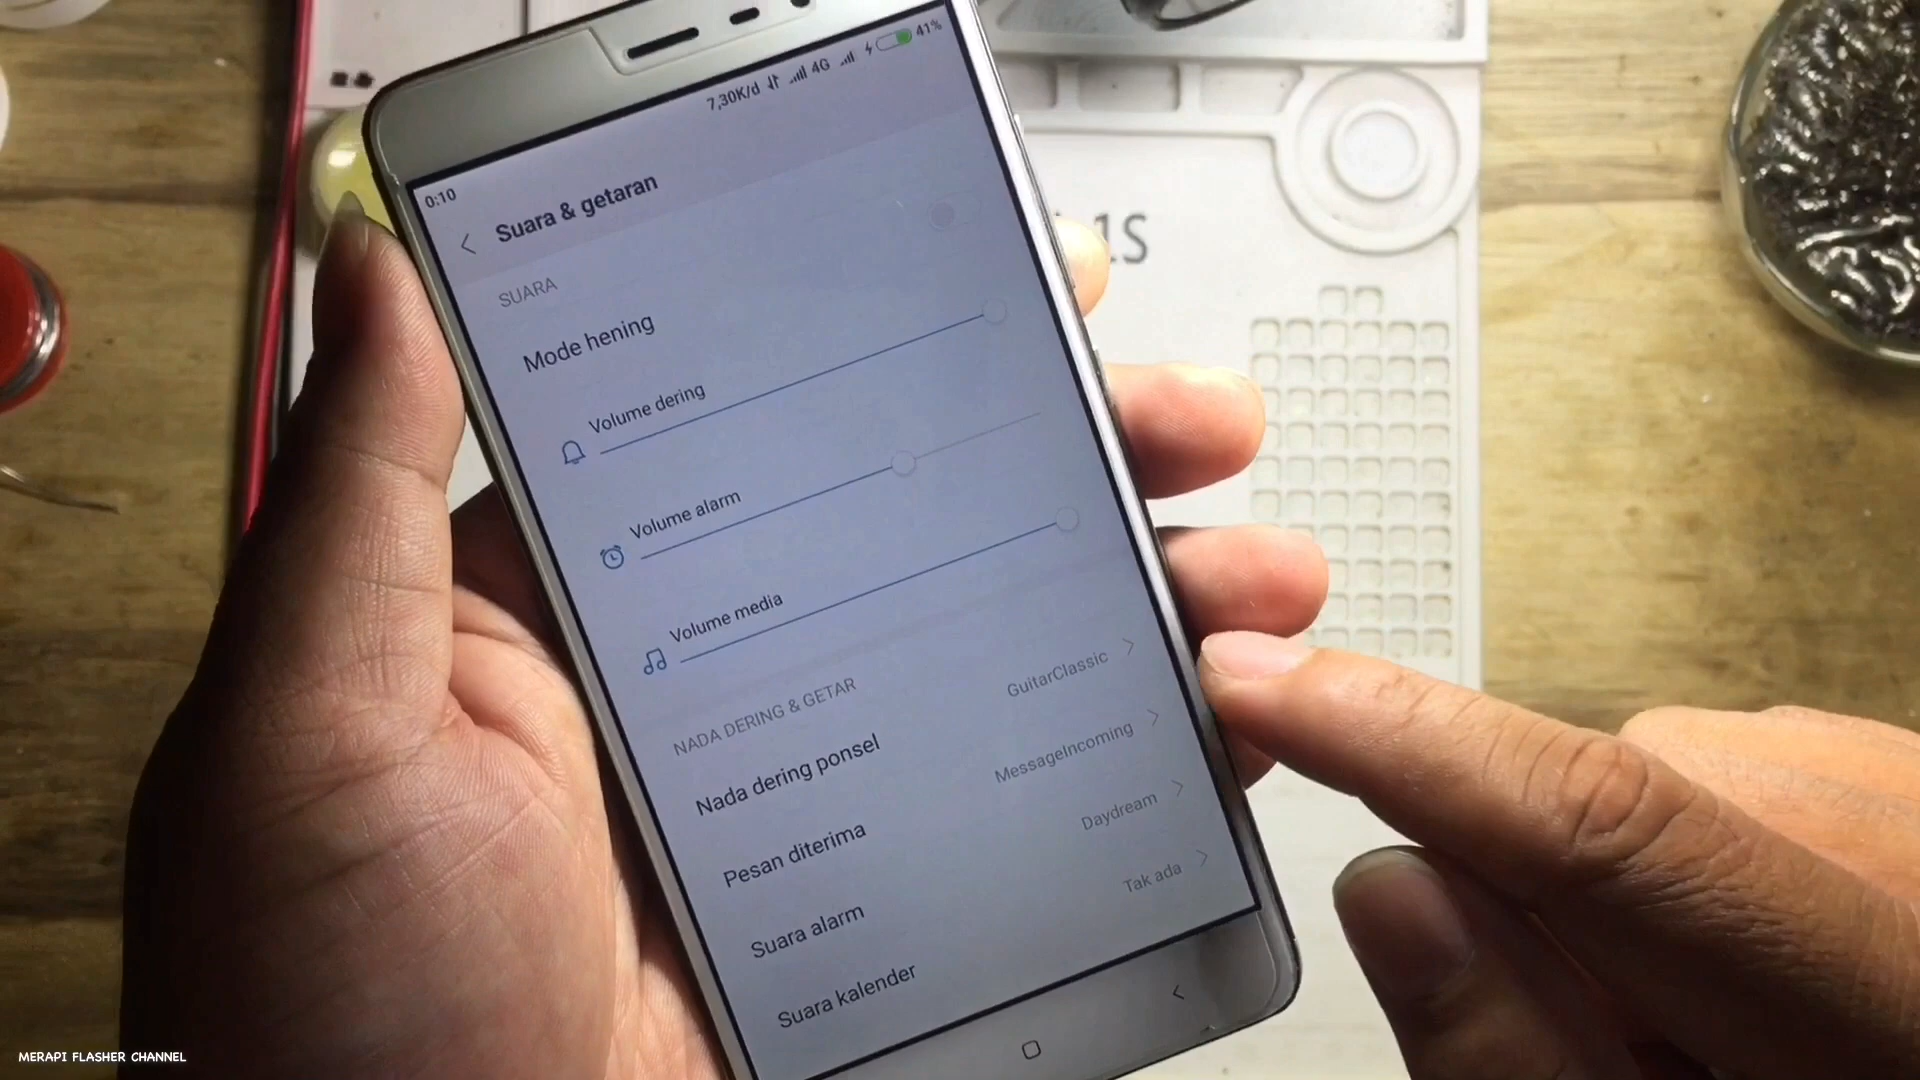 0:10 7,30K/d 4G 41%
Suara & getaran
SUARA
Mode hening
Volume dering
Volume alarm
Volume media
NADA DERING & GETAR
Nada dering ponsel GuitarClassic
Pesan diterima MessageIncoming
Suara alarm Daydream
Suara kalender Tak ada
1S
MERAPI FLASHER CHANNEL